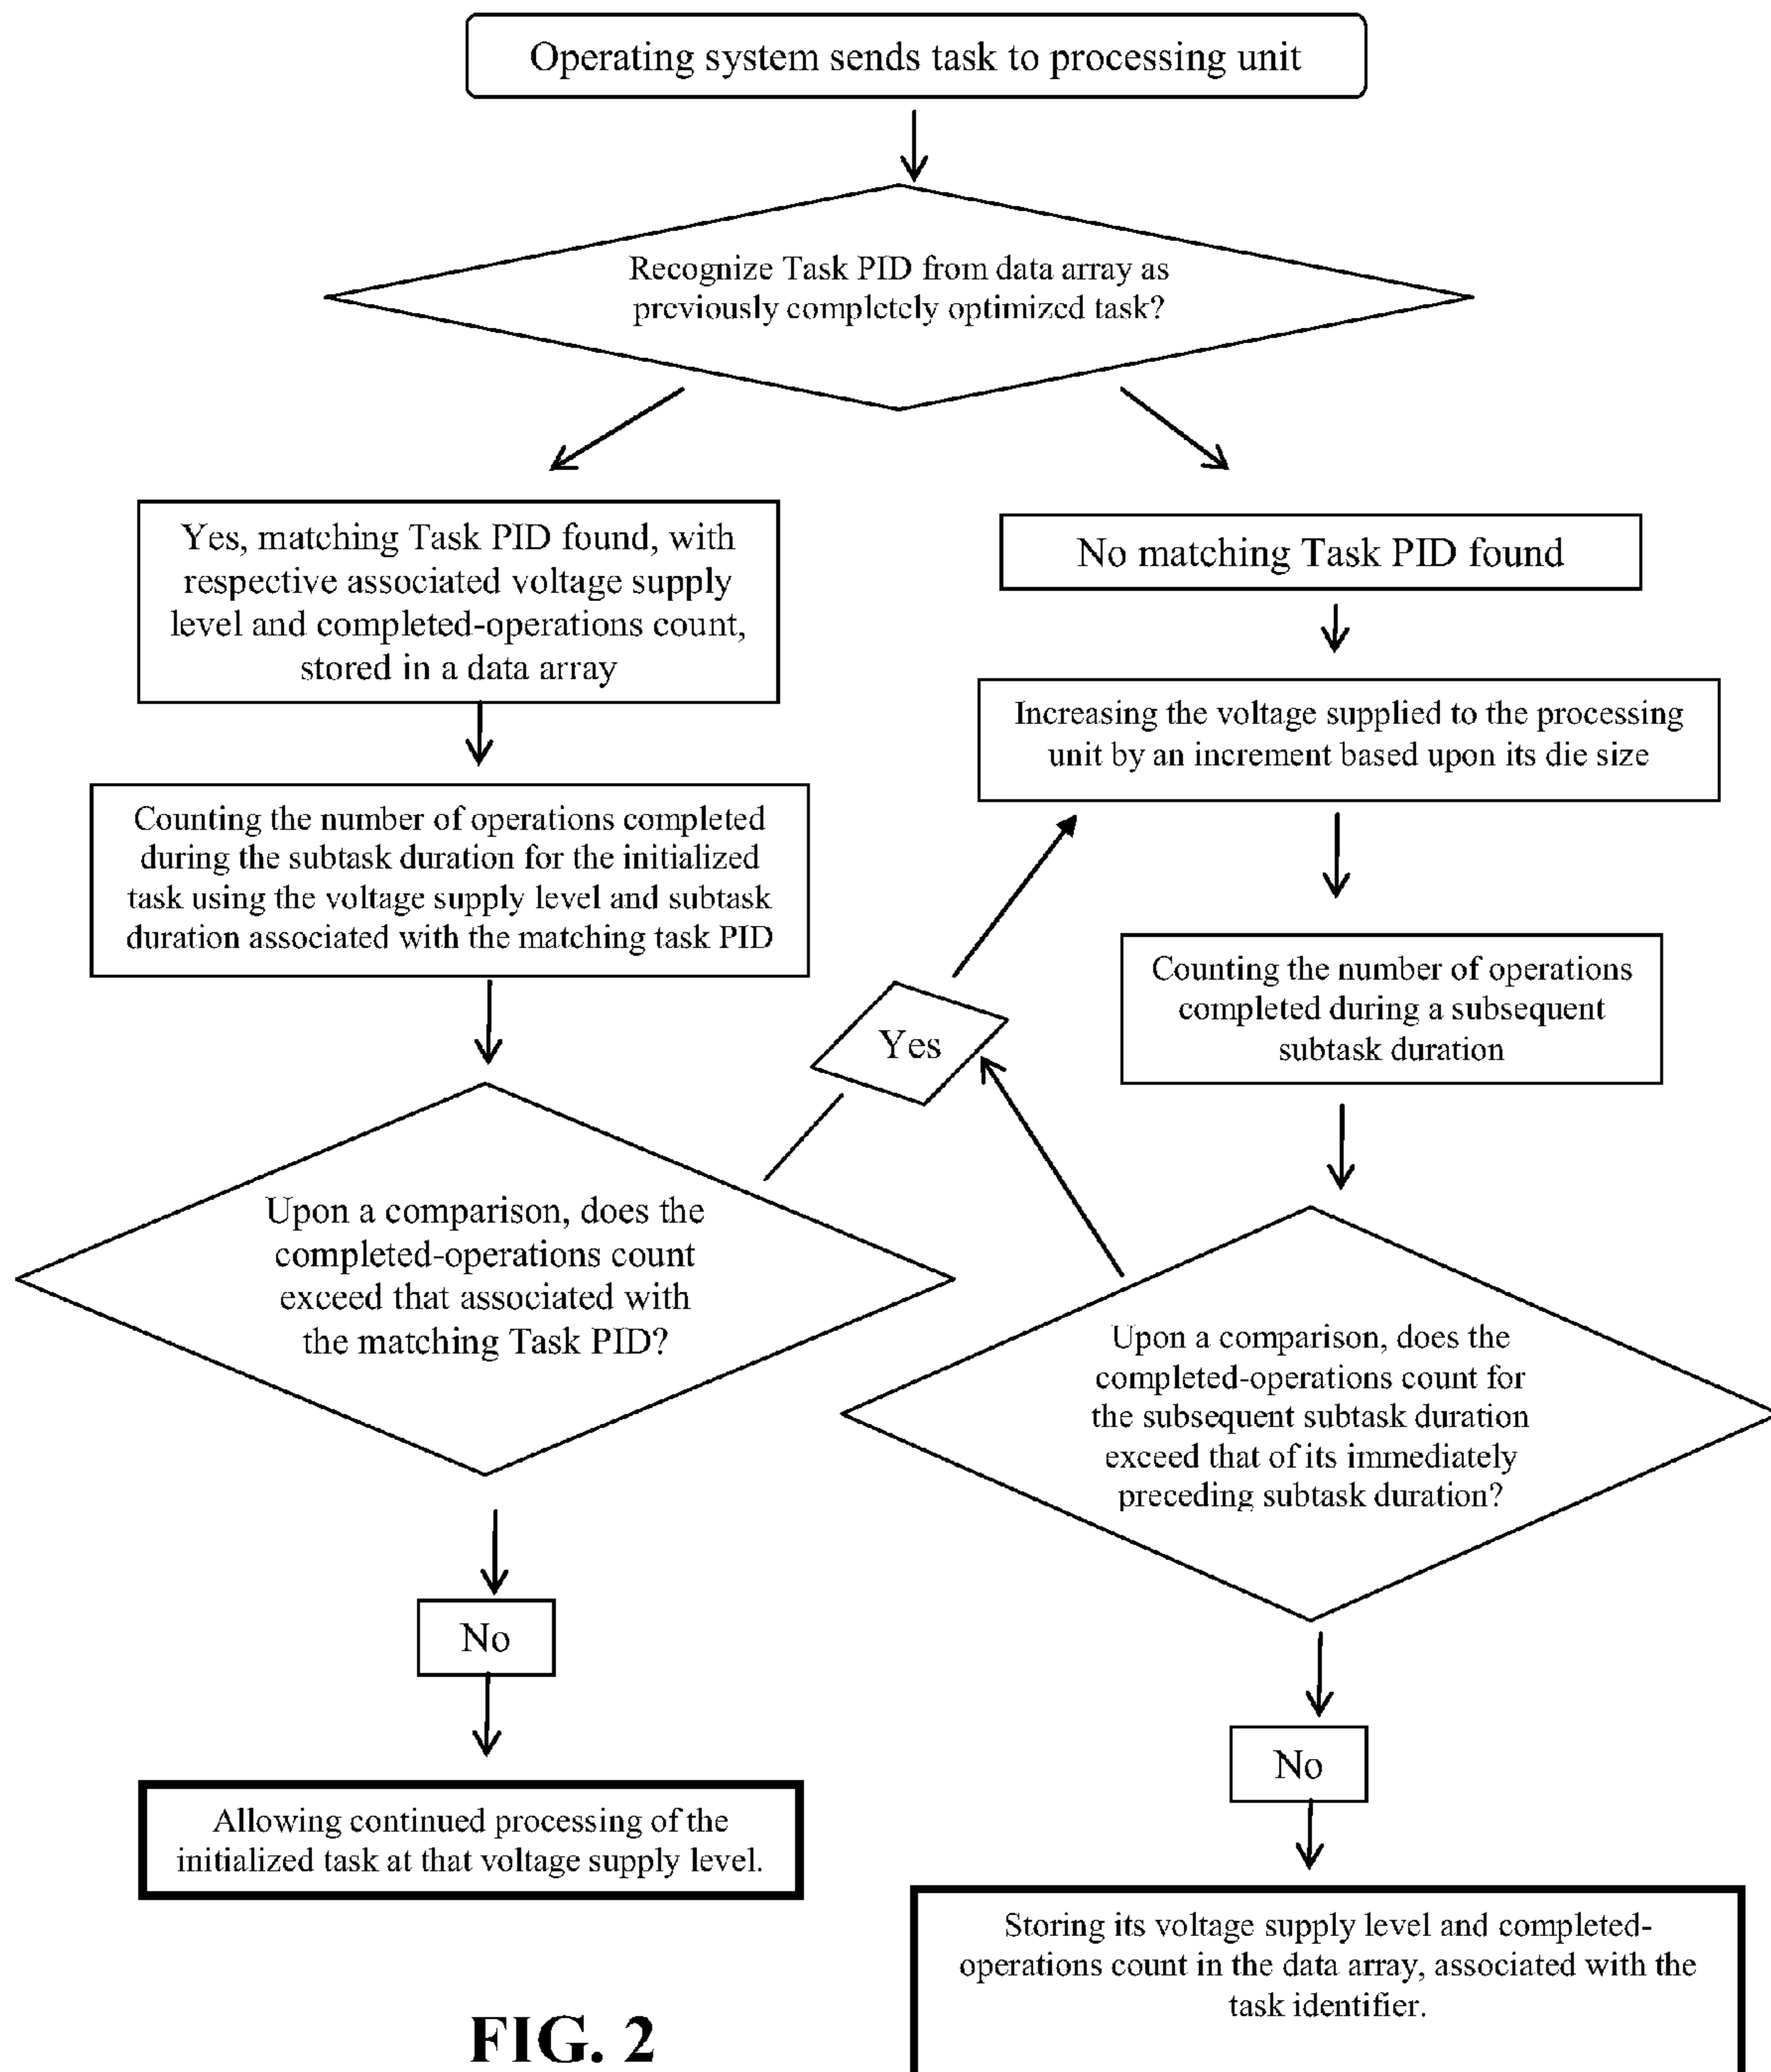 Operating system sends task to processing unit
Recognize Task PID from data array as
previously completely optimized task?
Yes, matching Task PID found, with
respective associated voltage supply
level and completed-operations count,
stored in a data array
No matching Task PID found
Increasing the voltage supplied to the processing
unit by an increment based upon its die size
Counting the number of operations completed
during the subtask duration for the initialized
task using the voltage supply level and subtask
duration associated with the matching task PID
Counting the number of operations
completed during a subsequent
subtask duration
Yes
Upon a comparison, does the
completed-operations count
exceed that associated with
the matching Task PID?
Upon a comparison, does the
completed-operations count for
the subsequent subtask duration
exceed that of its immediately
preceding subtask duration?
No
No
Allowing continued processing of the
initialized task at that voltage supply level.
Storing its voltage supply level and completed-
operations count in the data array, associated with the
task identifier.
FIG. 2